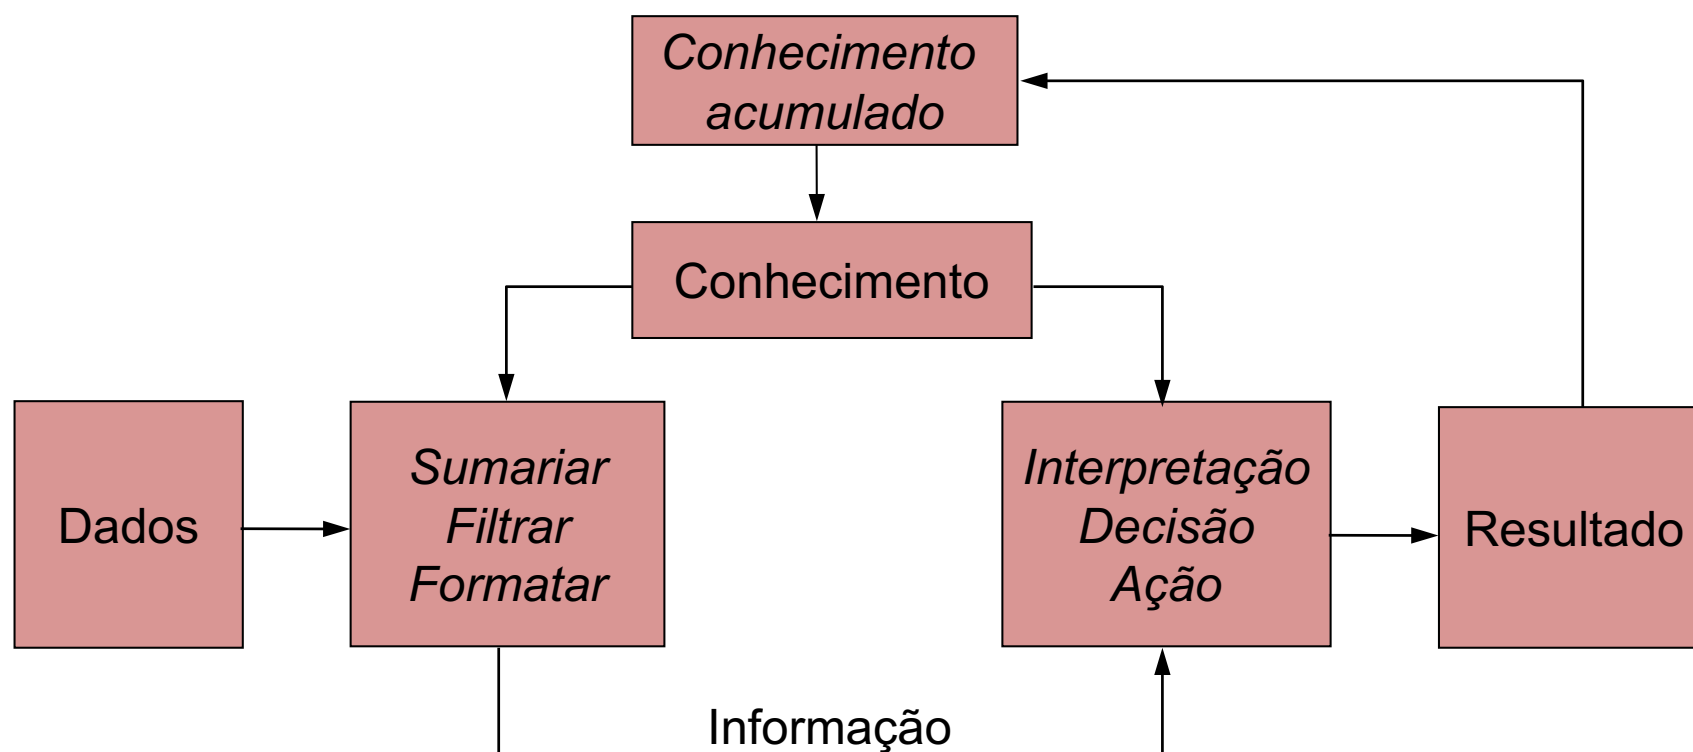 Conhecimento
acumulado
Conhecimento
Dados
Sumariar
Filtrar
Formatar
Interpretação
Decisão
Ação
Resultado
Informação